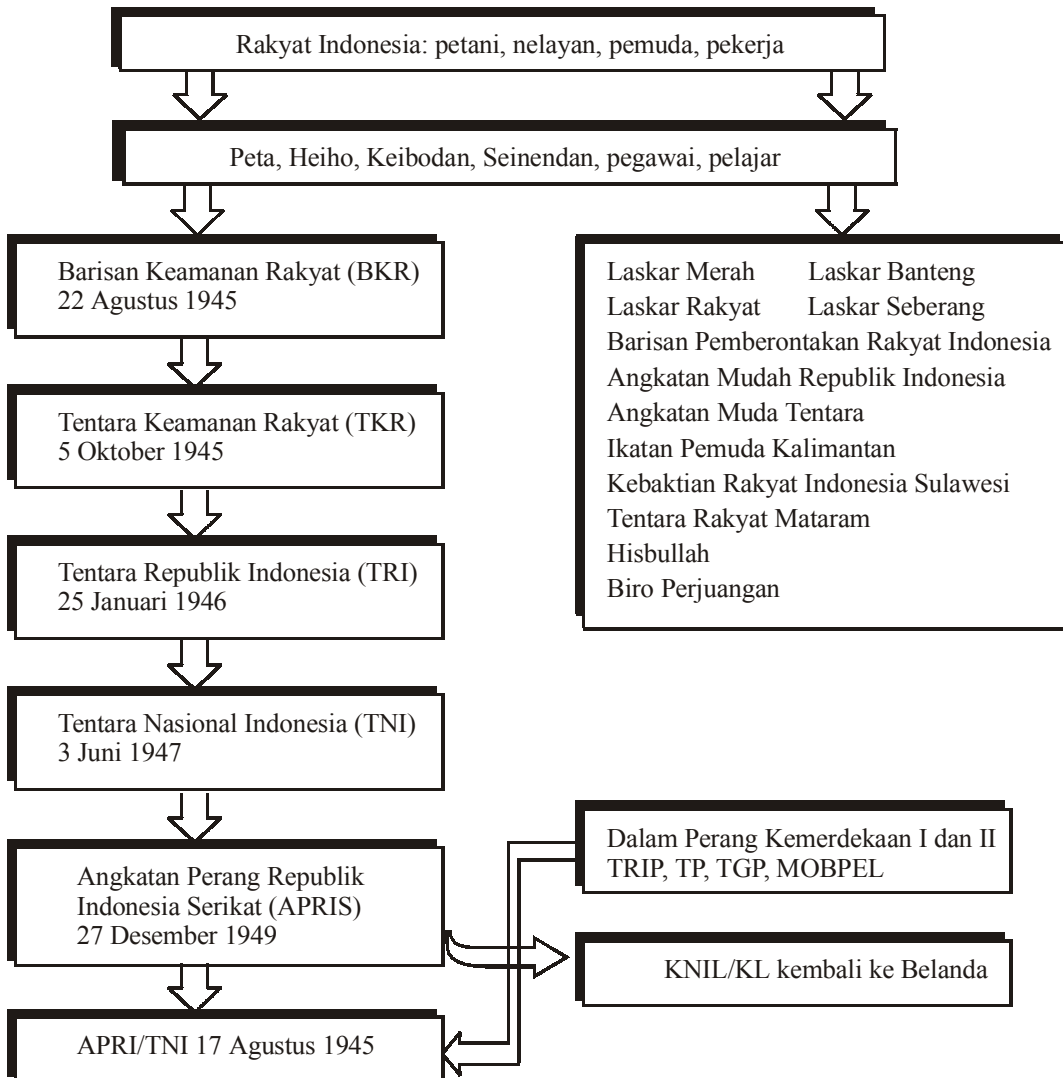 Rakyat Indonesia: petani, nelayan, pemuda, pekerja
Peta, Heiho, Keibodan, Seinendan, pegawai, pelajar
Barisan Keamanan Rakyat (BKR)
22 Agustus 1945
Tentara Keamanan Rakyat (TKR)
5 Oktober 1945
Tentara Republik Indonesia (TRI)
25 Januari 1946
Tentara Nasional Indonesia (TNI)
3 Juni 1947
Angkatan Perang Republik
Indonesia Serikat (APRIS)
27 Desember 1949
APRI/TNI 17 Agustus 1945
Laskar Merah Laskar Banteng
Laskar Rakyat Laskar Seberang
Barisan Pemberontakan Rakyat Indonesia
Angkatan Mudah Republik Indonesia
Angkatan Muda Tentara
Ikatan Pemuda Kalimantan
Kebaktian Rakyat Indonesia Sulawesi
Tentara Rakyat Mataram
Hisbullah
Biro Perjuangan
Dalam Perang Kemerdekaan I dan II
TRIP, TP, TGP, MOBPEL
KNIL/KL kembali ke Belanda